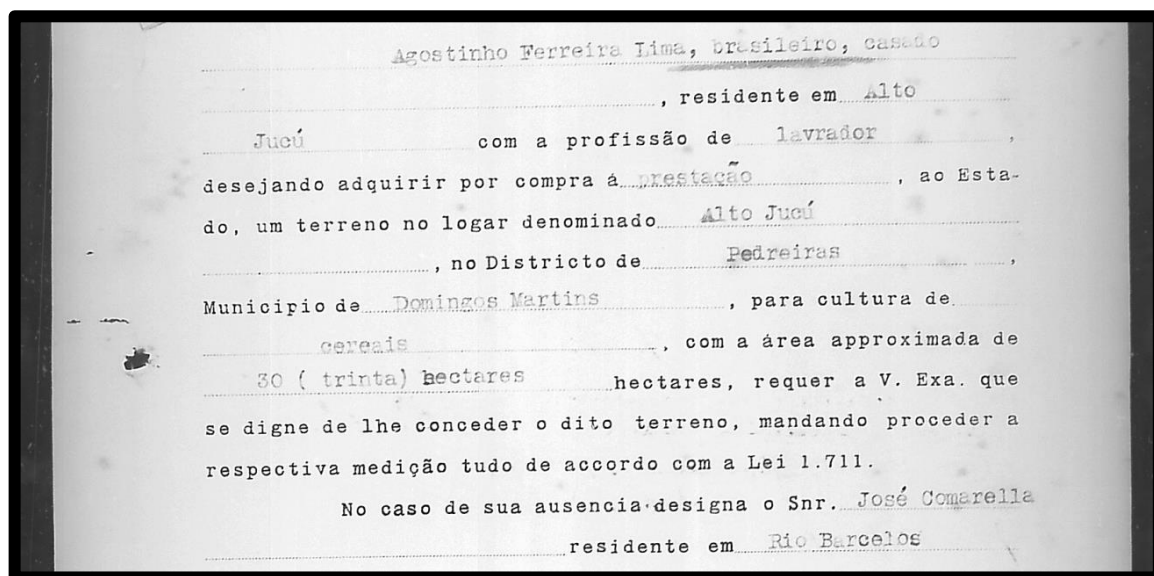 Agostinho Ferreira Lima, brasileiro, casado
, residente em Alto
Jucú com a profissão de lavrador ,
desejando adquirir por compra á prestação , ao Esta-
do, um terreno no logar denominado Alto Jucú
, no Districto de Pedreiras ,
Municipio de Domingos Martins , para cultura de
cereais , com a área approximada de
30 ( trinta) hectares hectares, requer a V. Exa. que
se digne de lhe conceder o dito terreno, mandando proceder a
respectiva medição tudo de accordo com a Lei 1.711.
No caso de sua ausencia designa o Snr. José Comarella
residente em Rio Barcelos